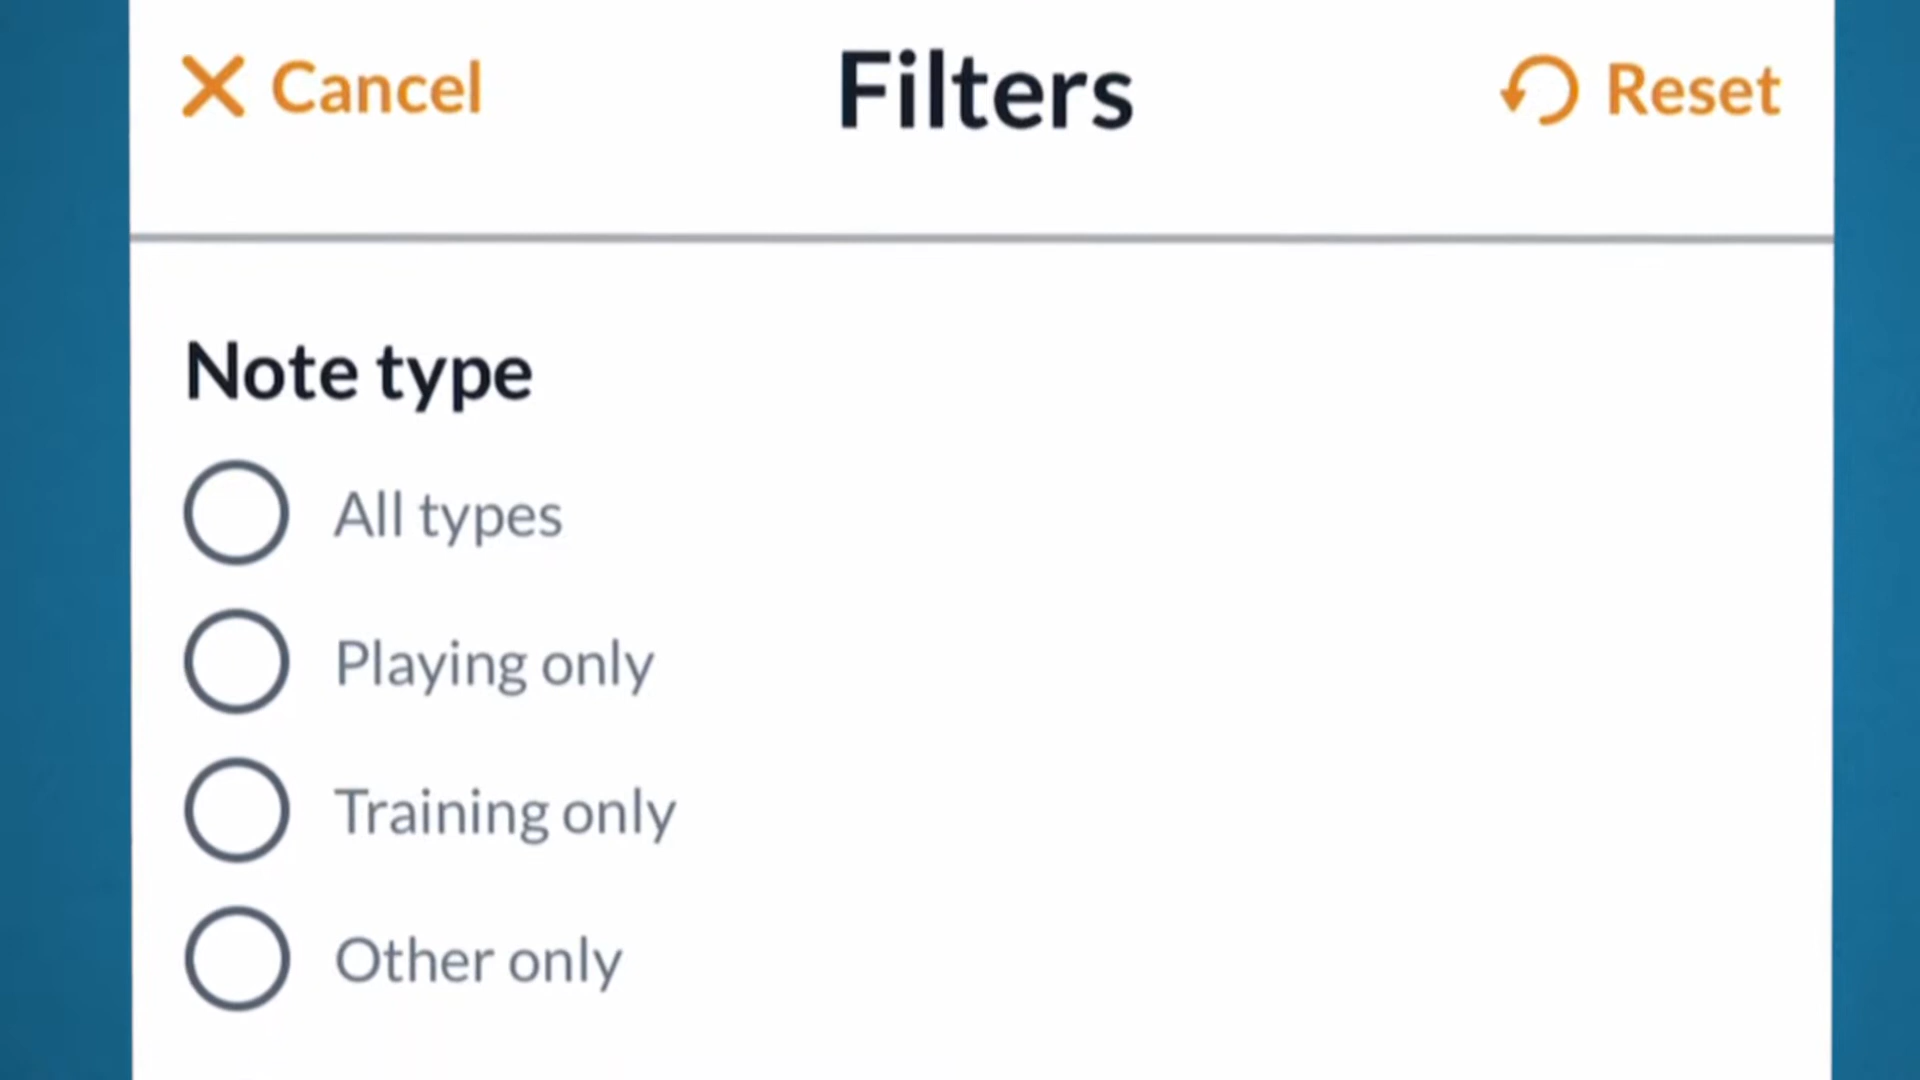 Cancel Filters Reset
Note type
All types
Playing only
Training only
Other only